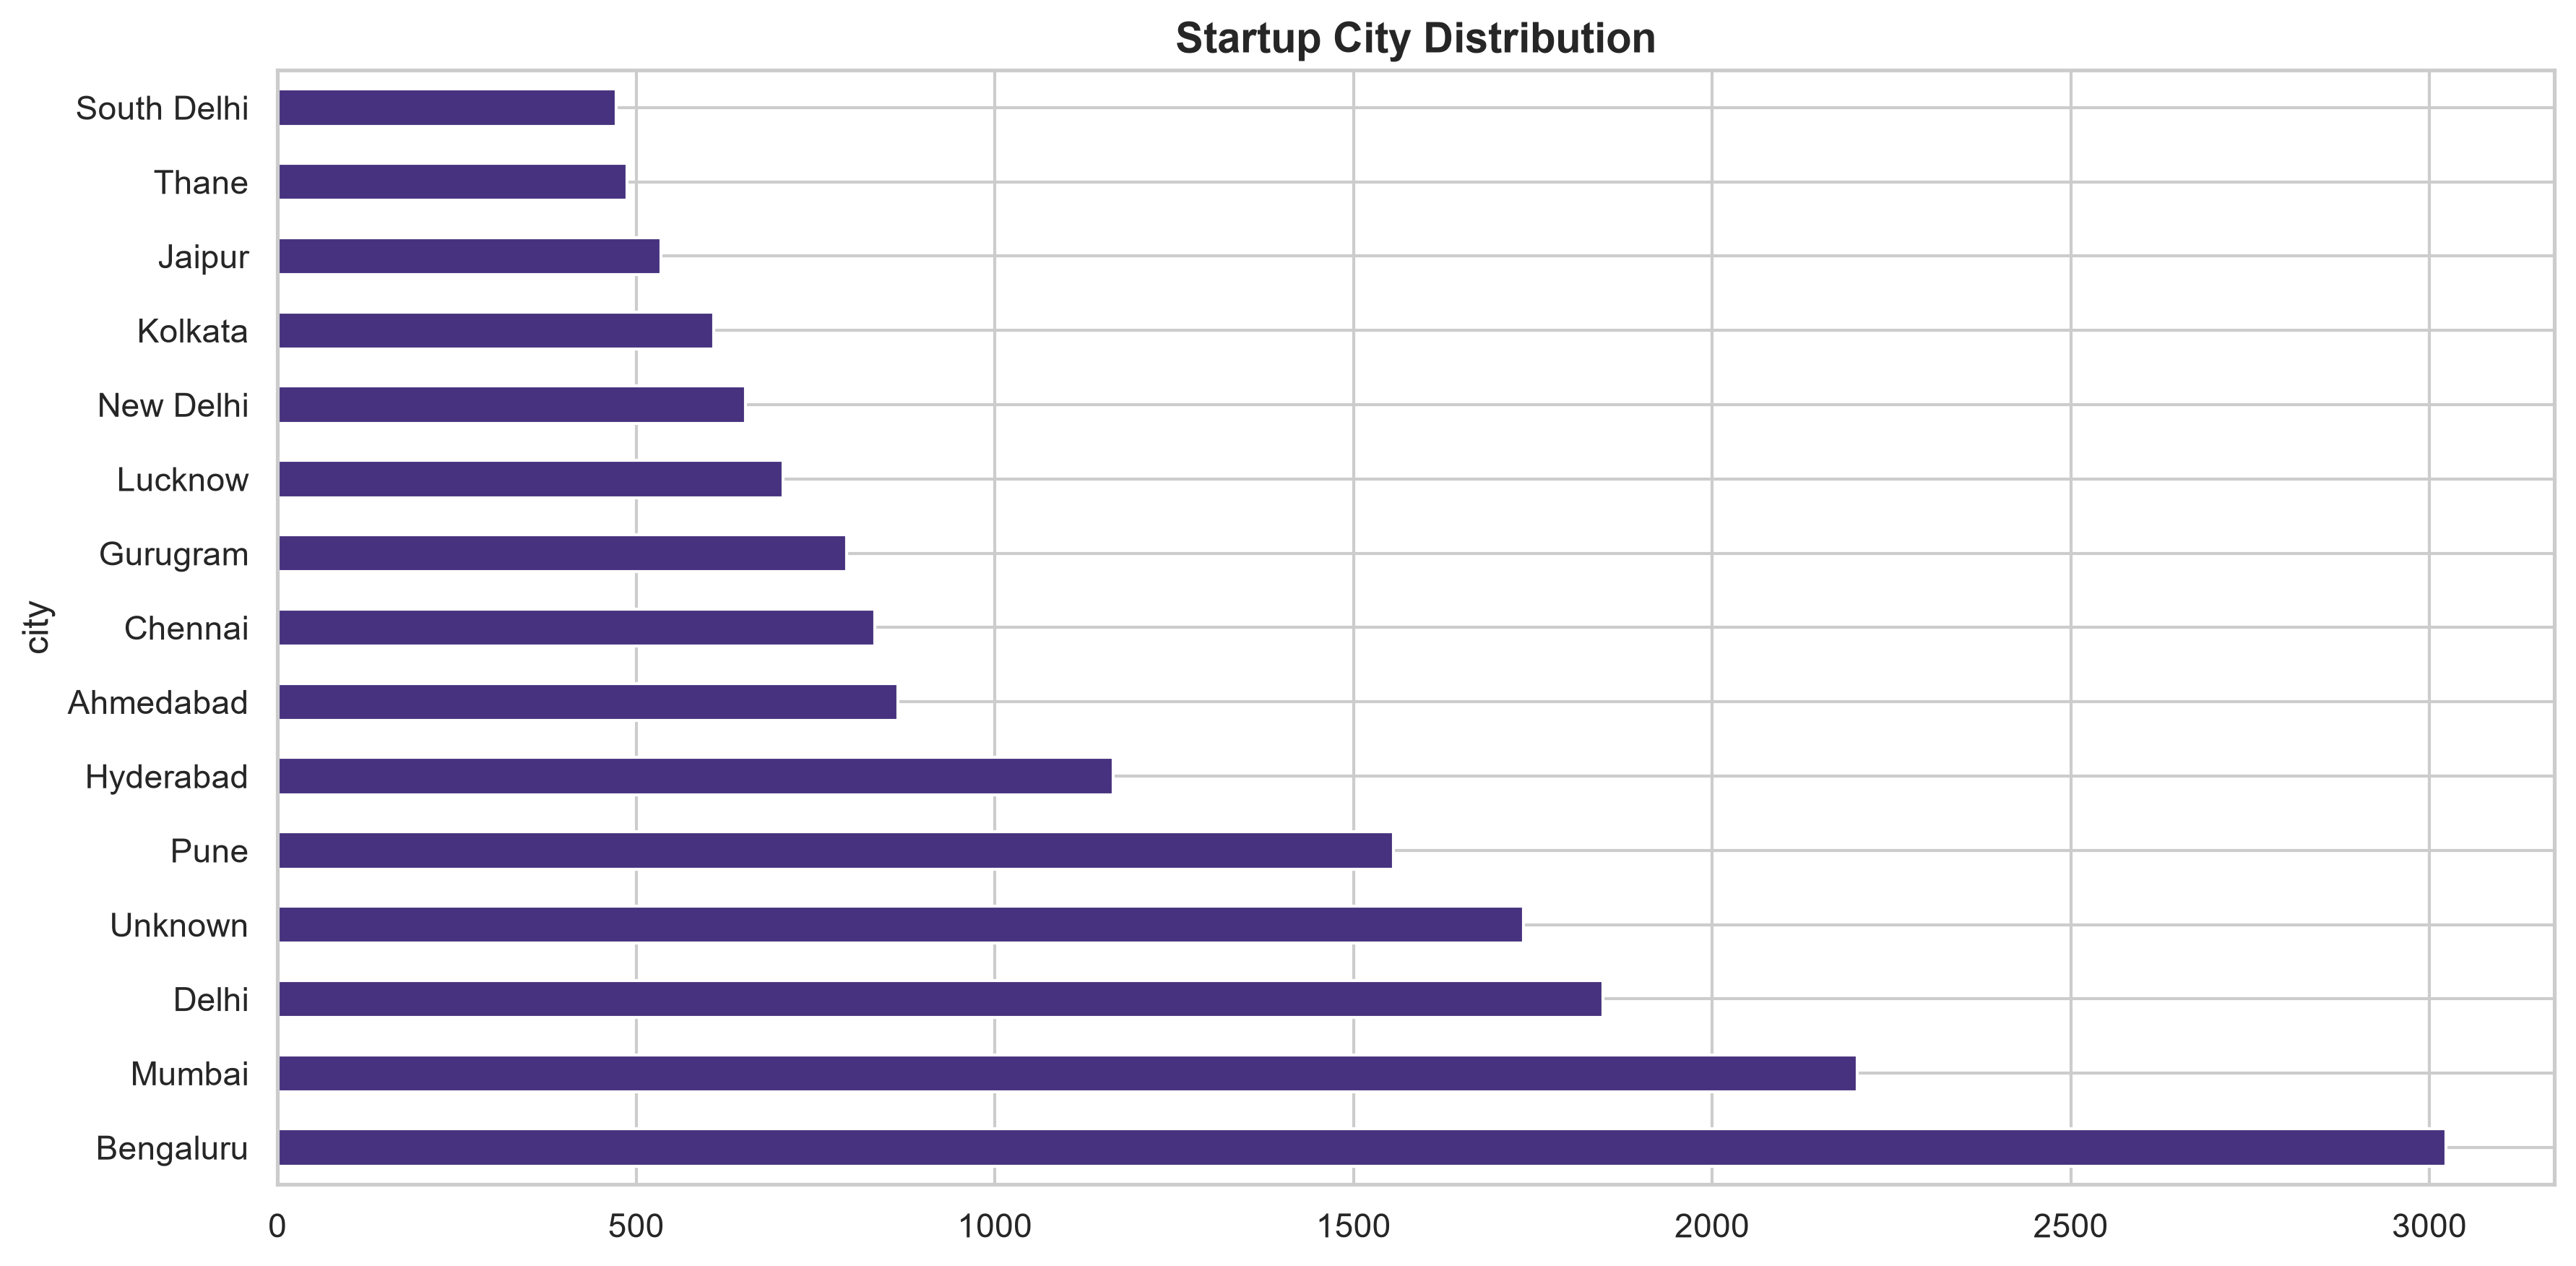 Startup City Distribution
South Delhi
Thane
Jaipur
Kolkata
New Delhi
Lucknow
Gurugram
Chennai
Ahmedabad
Hyderabad
Pune
Unknown
Delhi
Mumbai
Bengaluru
city
0 500 1000 1500 2000 2500 3000